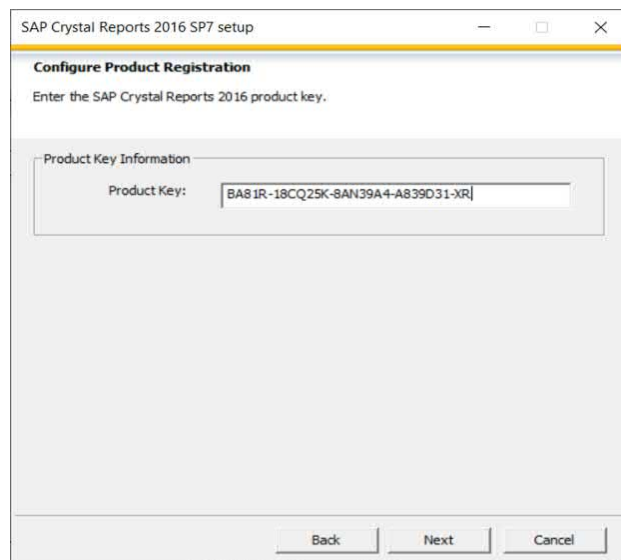 SAP Crystal Reports 2016 SP7 setup
Configure Product Registration
Enter the SAP Crystal Reports 2016 product key.
Product Key Information
Product Key: BA81R-18CQ25K-8AN39A4-A839D31-XR
Back Next Cancel